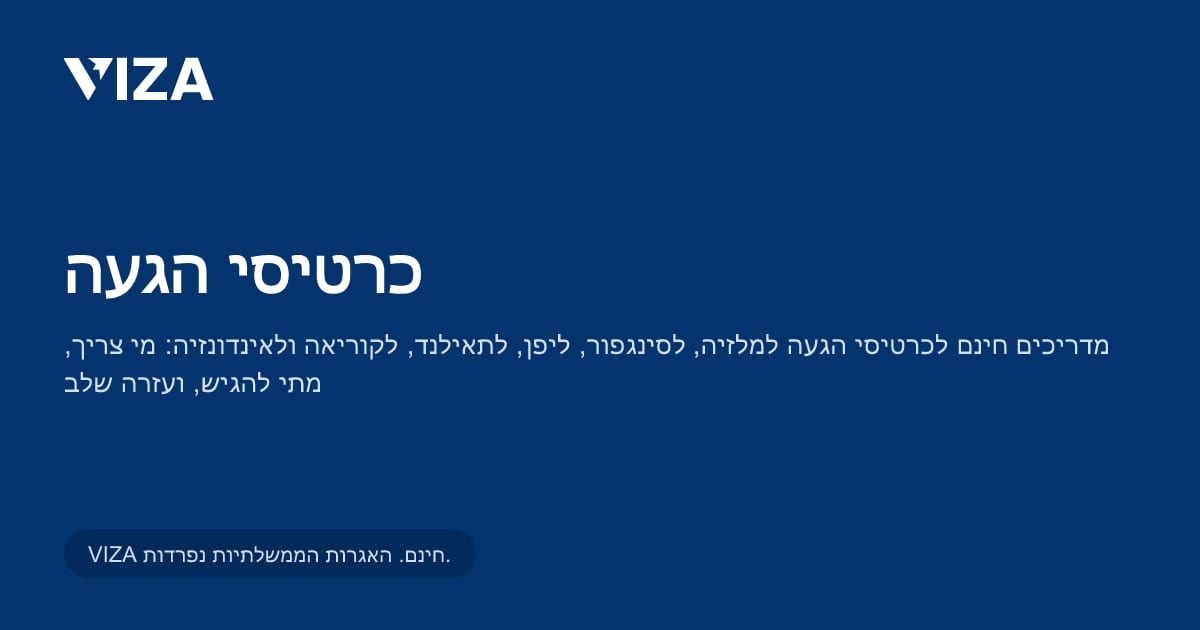 VIZA
כרטיסי הגעה
מדריכים חינם לכרטיסי הגעה למלזיה, לסינגפור, ליפן, לתאילנד, לקוריאה ולאינדונזיה: מי צריך,
מתי להגיש, ועזרה שלב
VIZA חינם. האגרות הממשלתיות נפרדות.